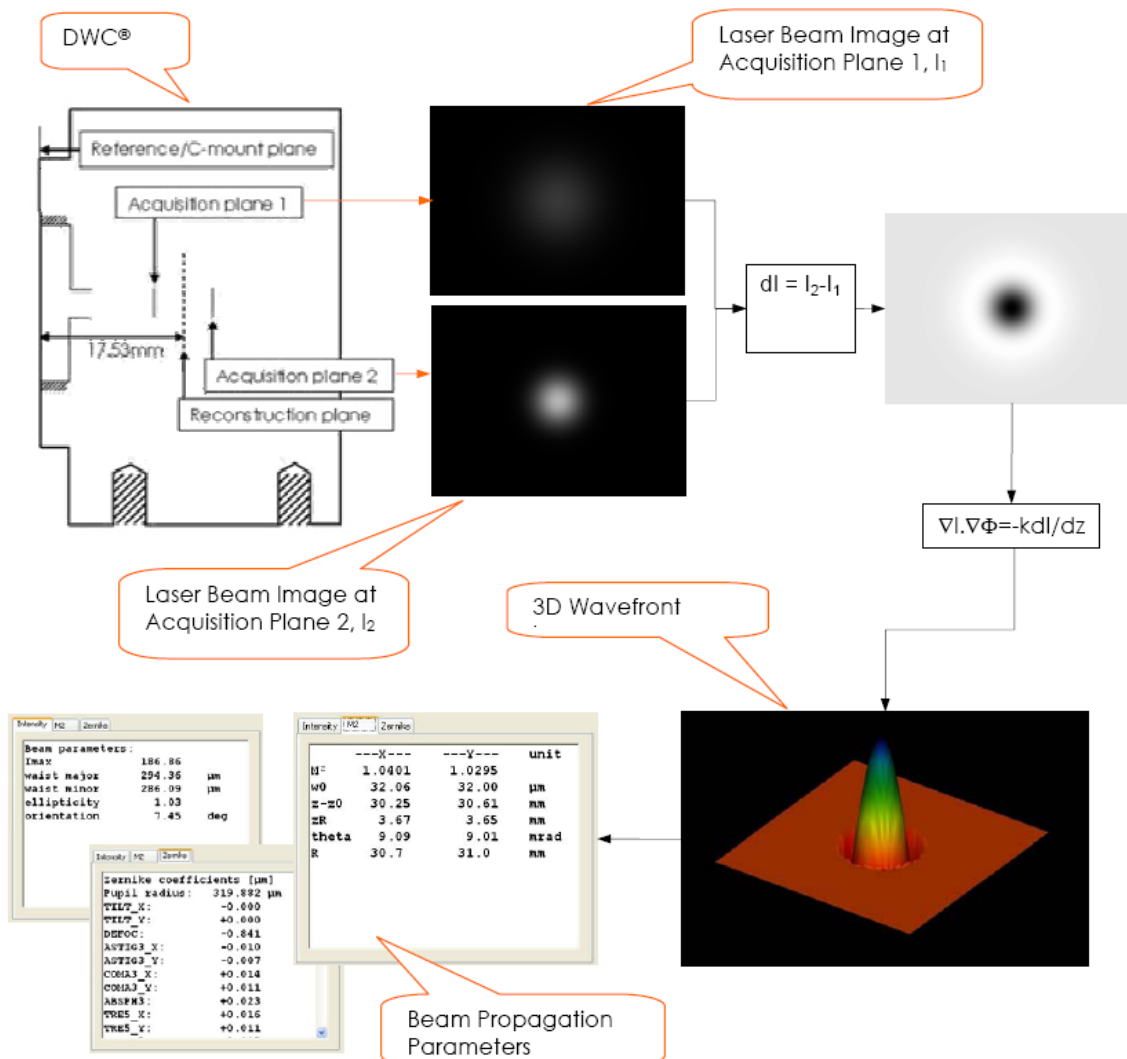 DWC®
Laser Beam Image at
Acquisition Plane 1, I₁
Reference/C-mount plane
Acquisition plane 1
17.53mm
Acquisition plane 2
Reconstruction plane
dI = I₂-I₁
∇I.∇Φ=-kdI/dz
Laser Beam Image at
Acquisition Plane 2, I₂
3D Wavefront
Intensity M2 Zernike
Beam parameters:
Imax 186.86
waist major 294.36 µm
waist minor 286.09 µm
ellipticity 1.03
orientation 7.45 deg
Intensity M2 Zernike
zernike coefficients [µm]
Pupil radius: 319.882 µm
TILT_X: -0.000
TILT_Y: +0.000
DEFOC: -0.841
ASTIG3_X: -0.010
ASTIG3_Y: -0.007
COMA3_X: +0.014
COMA3_Y: +0.011
ABSPH3: +0.023
TRE5_X: +0.016
TRE5_Y: +0.011
Intensity M2 Zernike
---X--- ---Y--- unit
M² 1.0401 1.0295
w0 32.06 32.00 µm
z-z0 30.25 30.61 mm
zR 3.67 3.65 mm
theta 9.09 9.01 mrad
R 30.7 31.0 mm
Beam Propagation
Parameters